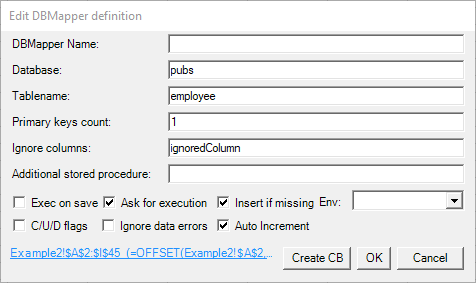 Edit DBMapper definition
DBMapper Name:
Database: pubs
Tablename: employee
Primary keys count: 1
Ignore columns: ignoredColumn
Additional stored procedure:
Exec on save Ask for execution Insert if missing Env:
C/U/D flags Ignore data errors Auto Increment
Example2!$A$2:$I$45 (=OFFSET(Example2!$A$2,... Create CB OK Cancel